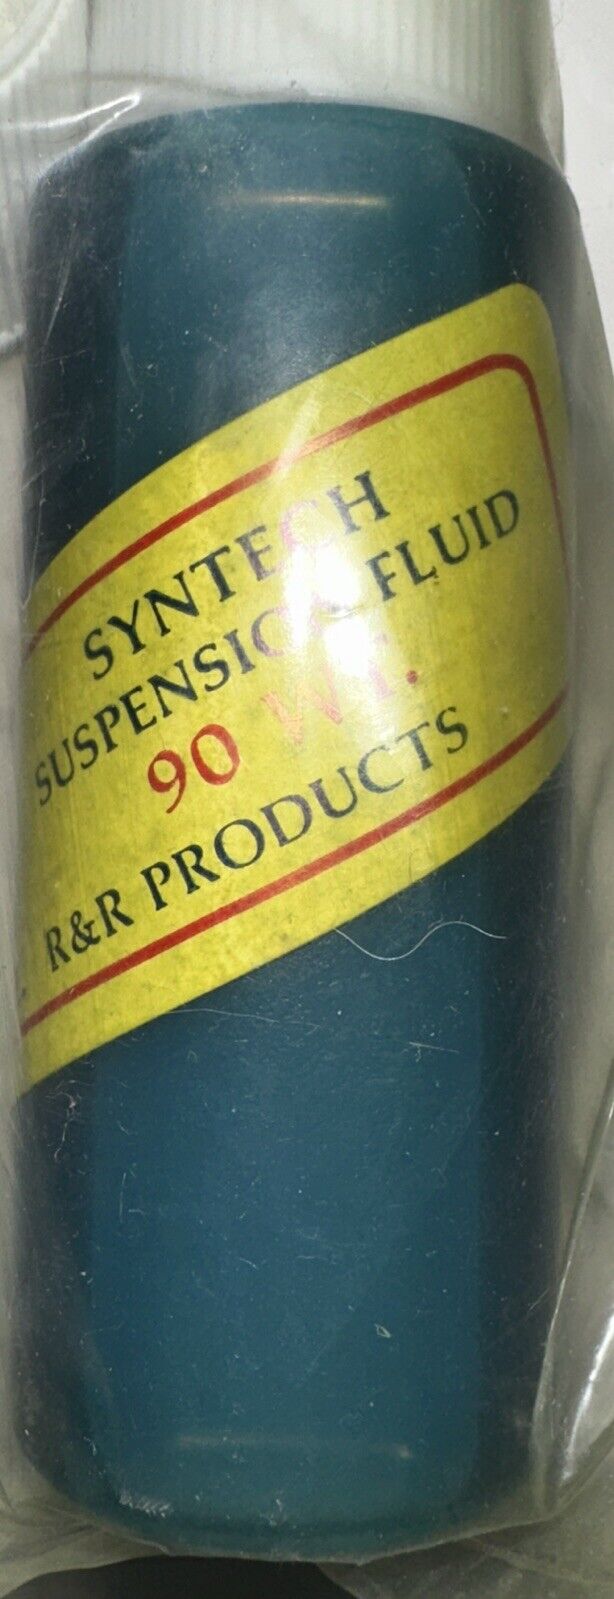 SYNTECH
SUSPENSION FLUID
90 WT.
R&R PRODUCTS